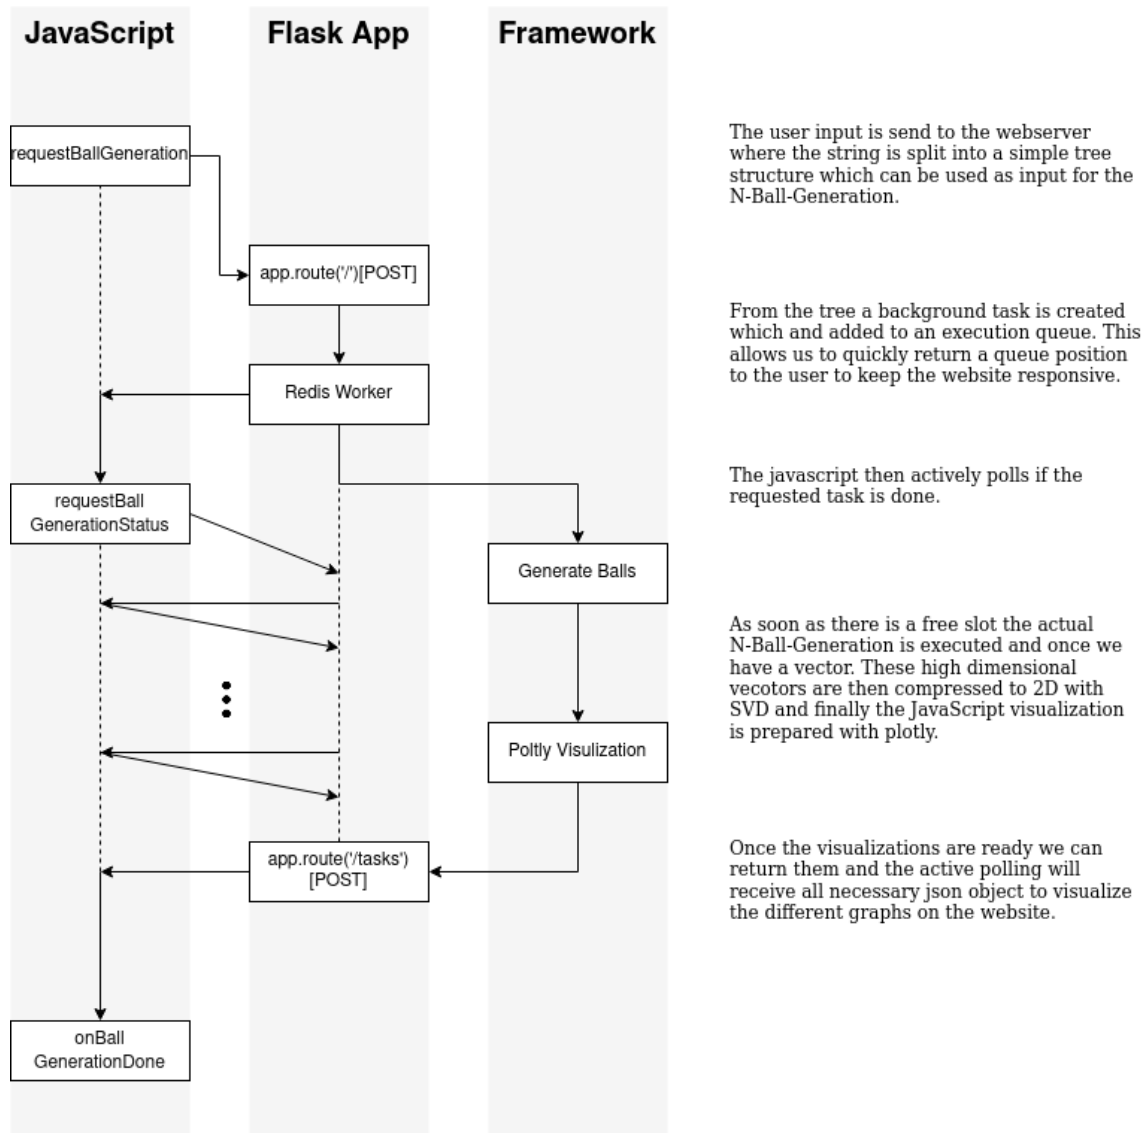 JavaScript
Flask App
Framework
requestBallGeneration
The user input is send to the webserver
where the string is split into a simple tree
structure which can be used as input for the
N-Ball-Generation.
app.route('/')[POST]
From the tree a background task is created
which and added to an execution queue. This
allows us to quickly return a queue position
to the user to keep the website responsive.
Redis Worker
The javascript then actively polls if the
requested task is done.
requestBall
GenerationStatus
Generate Balls
As soon as there is a free slot the actual
N-Ball-Generation is executed and once we
have a vector. These high dimensional
vecotors are then compressed to 2D with
SVD and finally the JavaScript visualization
is prepared with plotly.
Poltly Visulization
app.route('/tasks')
[POST]
Once the visualizations are ready we can
return them and the active polling will
receive all necessary json object to visualize
the different graphs on the website.
onBall
GenerationDone